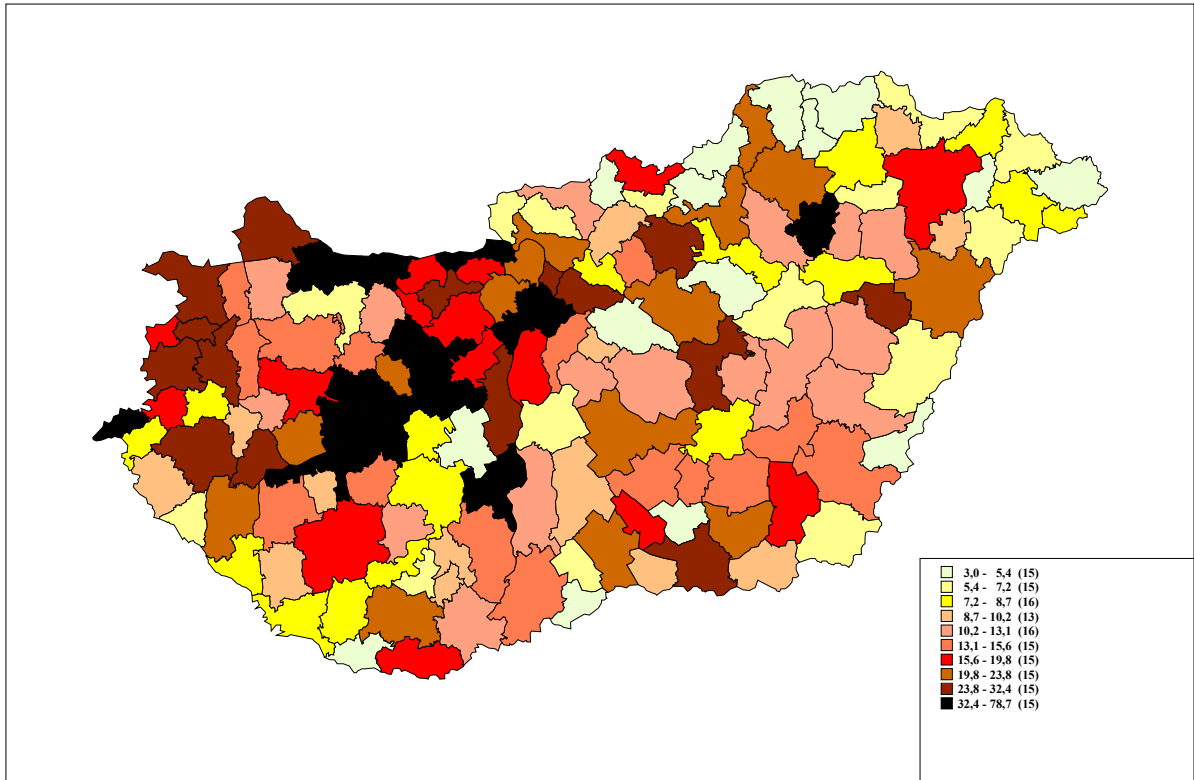 3,0 - 5,4 (15)
5,4 - 7,2 (15)
7,2 - 8,7 (16)
8,7 - 10,2 (13)
10,2 - 13,1 (16)
13,1 - 15,6 (15)
15,6 - 19,8 (15)
19,8 - 23,8 (15)
23,8 - 32,4 (15)
32,4 - 78,7 (15)